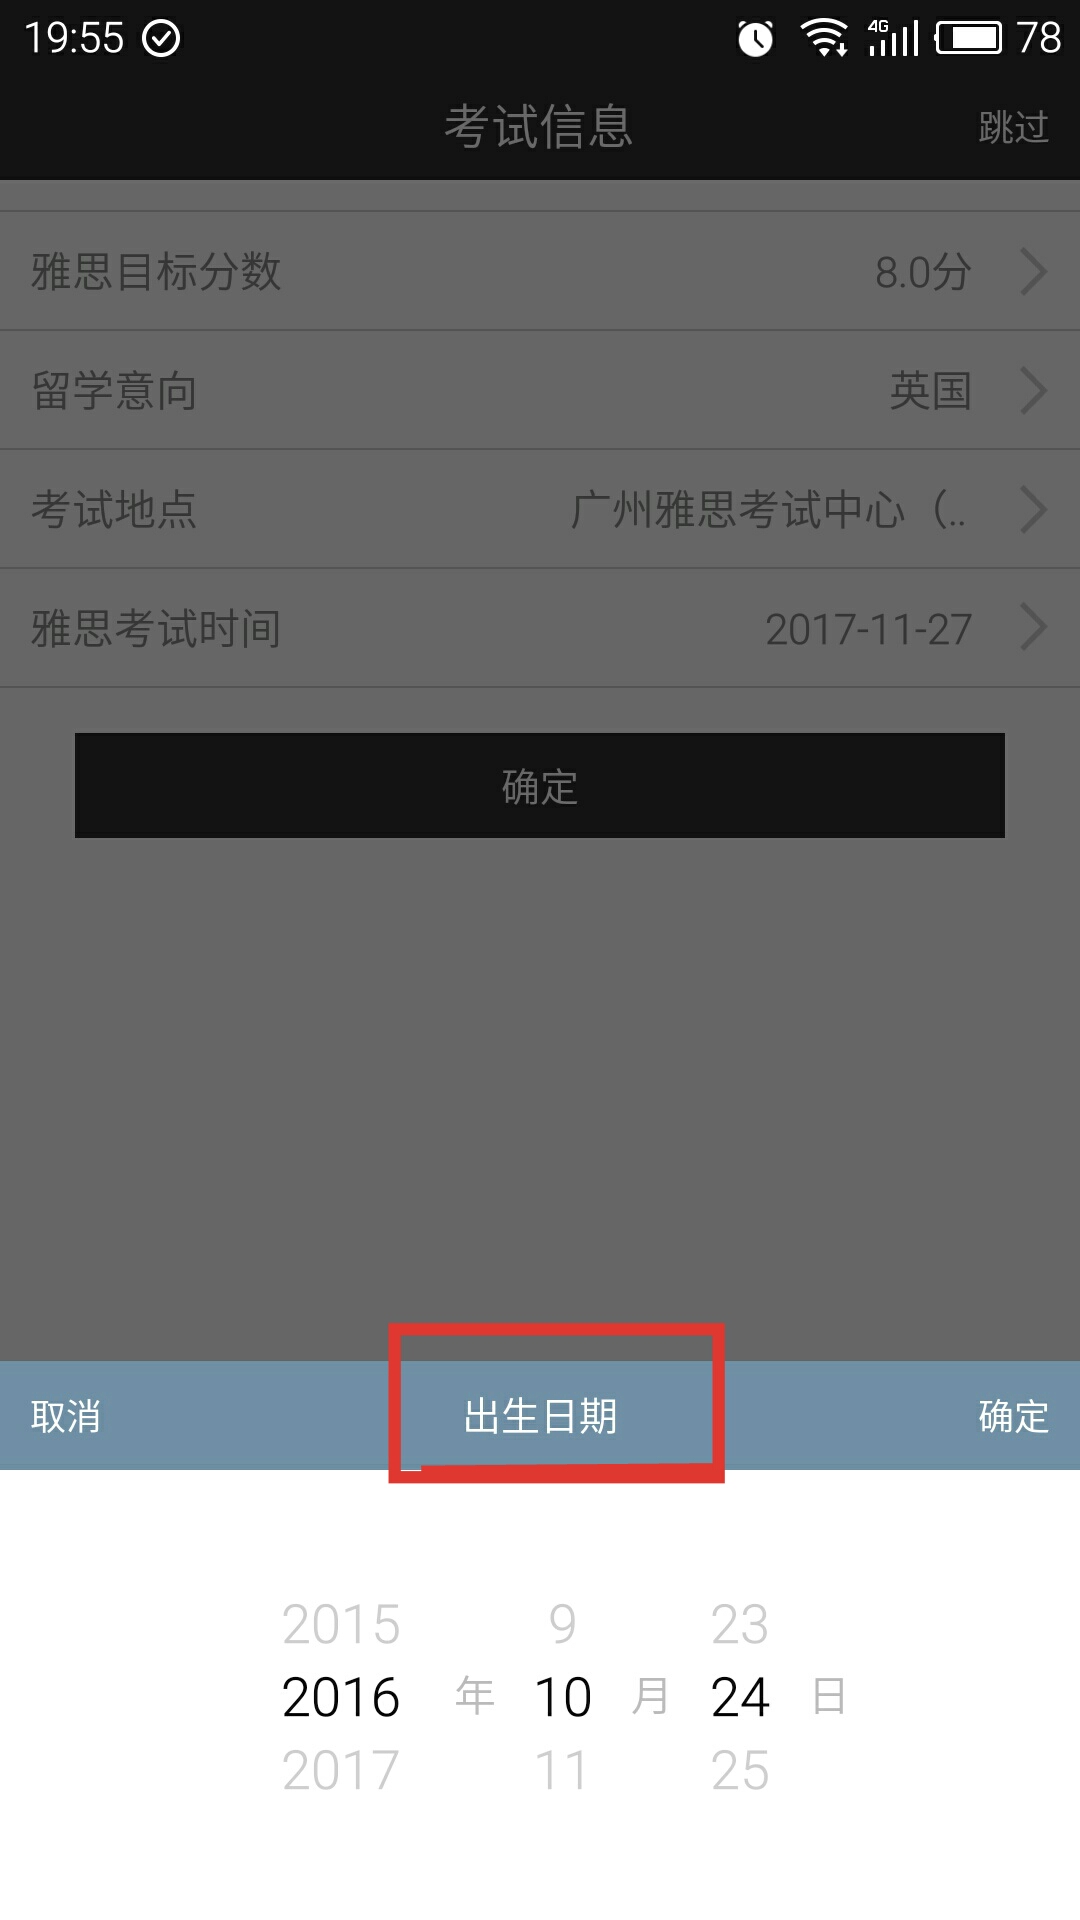 19:55 4G 78
考试信息 跳过
雅思目标分数 8.0分
留学意向 英国
考试地点 广州雅思考试中心（..
雅思考试时间 2017-11-27
确定
取消 出生日期 确定
2015 9 23
2016 年 10 月 24 日
2017 11 25